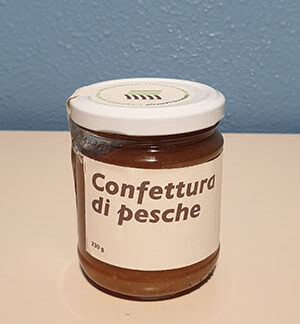 Confettura
di pesche
230 g